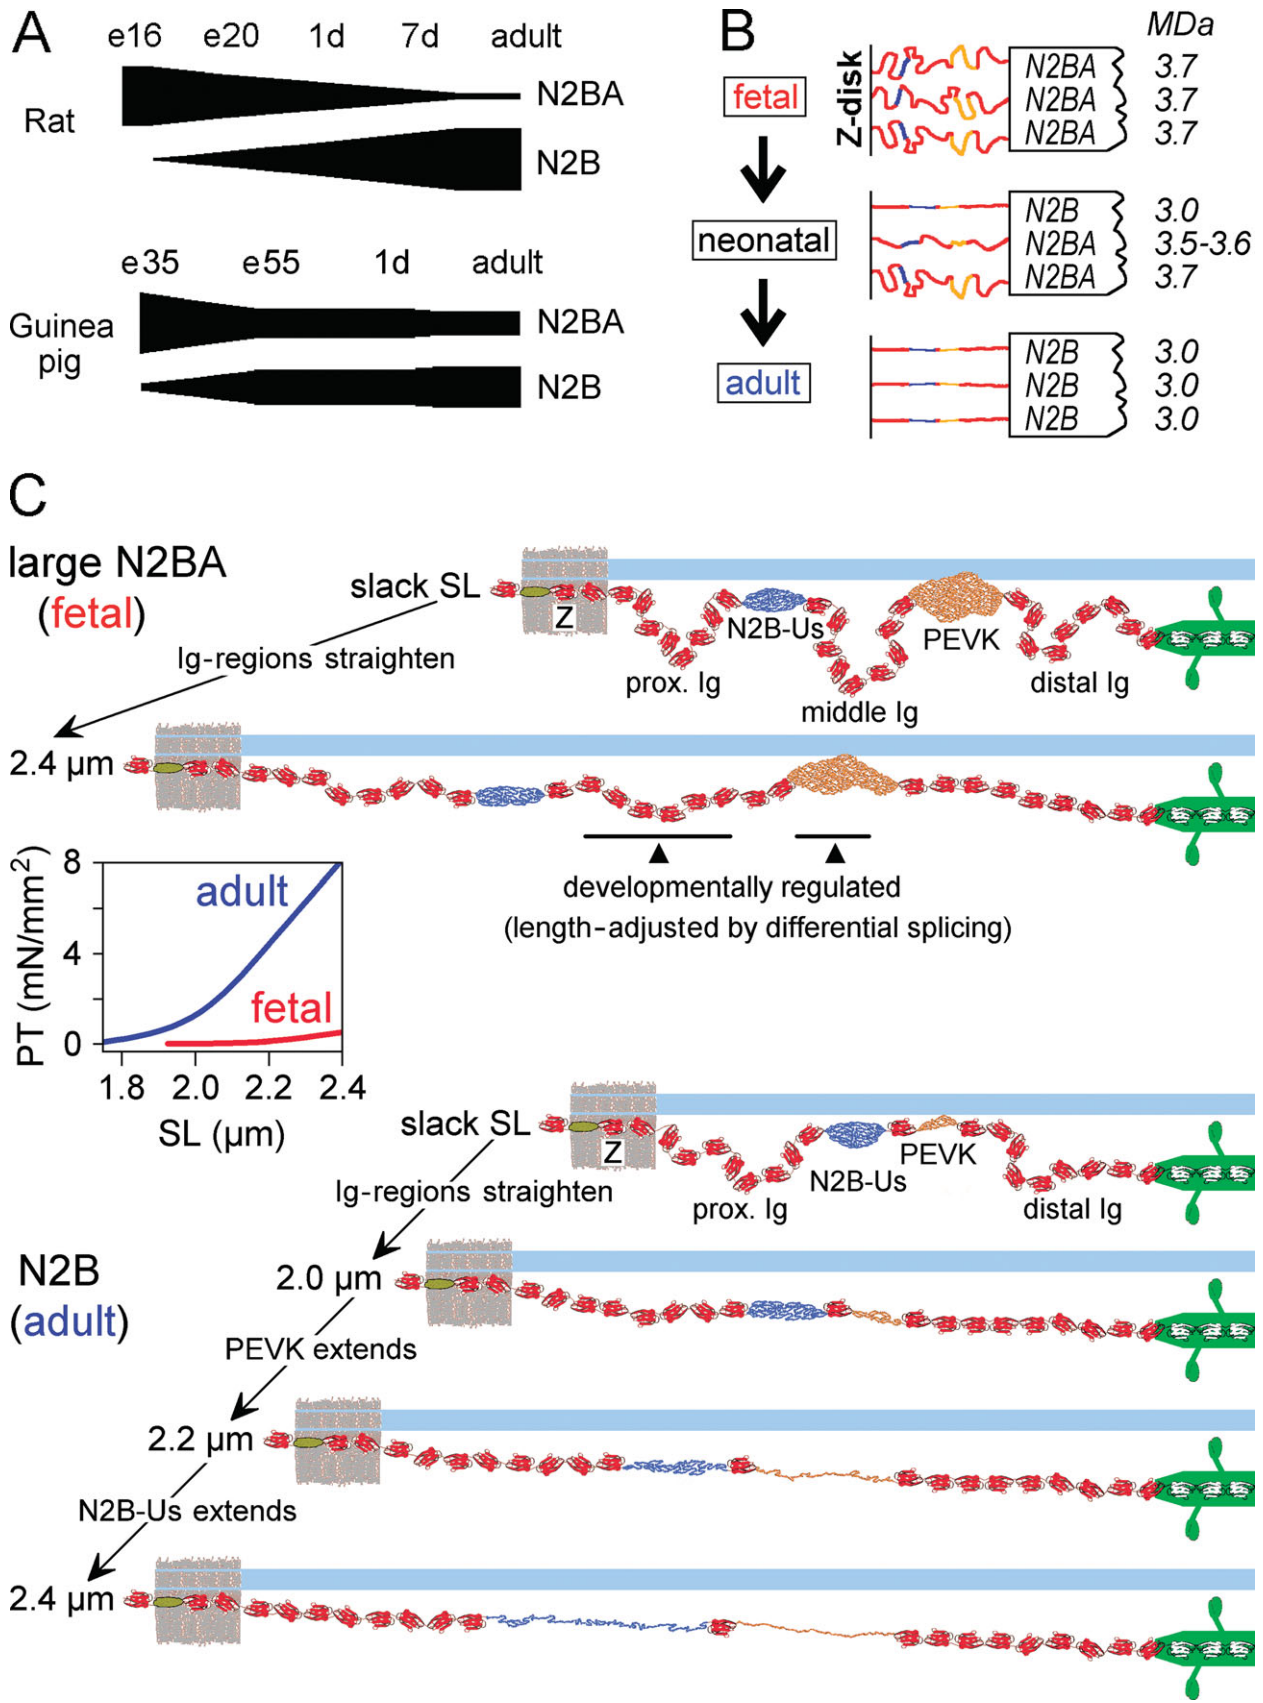 A
e16 e20 1d 7d adult
Rat
N2BA
N2B
e35 e55 1d adult
Guinea
pig
N2BA
N2B
B
MDa
fetal
Z-disk
N2BA 3.7
N2BA 3.7
N2BA 3.7
neonatal
N2B 3.0
N2BA 3.5-3.6
N2BA 3.7
adult
N2B 3.0
N2B 3.0
N2B 3.0
C
large N2BA
(fetal)
slack SL
Z
N2B-Us
PEVK
prox. Ig
middle Ig
distal Ig
Ig-regions straighten
2.4 µm
developmentally regulated
(length-adjusted by differential splicing)
PT (mN/mm2)
8
4
0
adult
fetal
1.8 2.0 2.2 2.4
SL (µm)
slack SL
Z
prox. Ig
N2B-Us
PEVK
distal Ig
Ig-regions straighten
N2B
(adult)
2.0 µm
PEVK extends
2.2 µm
N2B-Us extends
2.4 µm